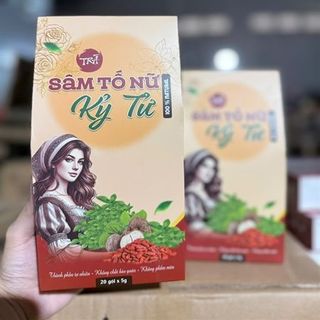 TRY!
SÂM TỐ NỮ
Kỷ Tử
100% NATURAL
Thành phần tự nhiên - Không chất bảo quản - Không phẩm màu
20 gói x 5g
SÂM TỐ NỮ
Kỷ Tử